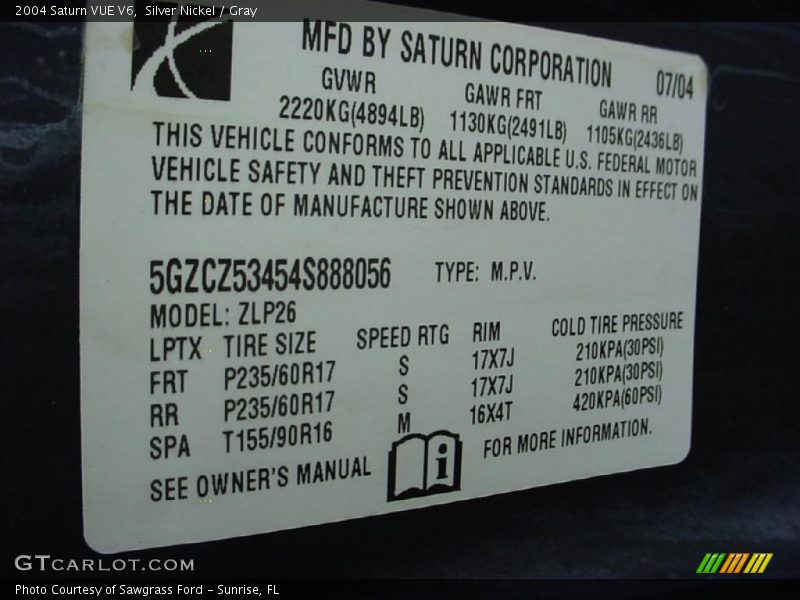 2004 Saturn VUE V6, Silver Nickel / Gray
MFD BY SATURN CORPORATION 07/04
GVWR GAWR FRT GAWR RR
2220KG(4894LB) 1130KG(2491LB) 1105KG(2436LB)
THIS VEHICLE CONFORMS TO ALL APPLICABLE U.S. FEDERAL MOTOR
VEHICLE SAFETY AND THEFT PREVENTION STANDARDS IN EFFECT ON
THE DATE OF MANUFACTURE SHOWN ABOVE.
5GZCZ53454S888056 TYPE: M.P.V.
MODEL: ZLP26
LPTX TIRE SIZE SPEED RTG RIM COLD TIRE PRESSURE
FRT P235/60R17 S 17X7J 210KPA(30PSI)
RR P235/60R17 S 17X7J 210KPA(30PSI)
SPA T155/90R16 M 16X4T 420KPA(60PSI)
SEE OWNER'S MANUAL i FOR MORE INFORMATION.
GTCARLOT.COM
Photo Courtesy of Sawgrass Ford - Sunrise, FL